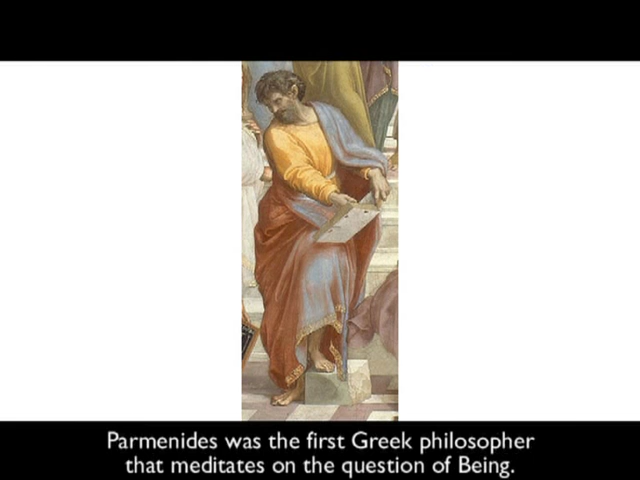 Parmenides was the first Greek philosopher
that meditates on the question of Being.